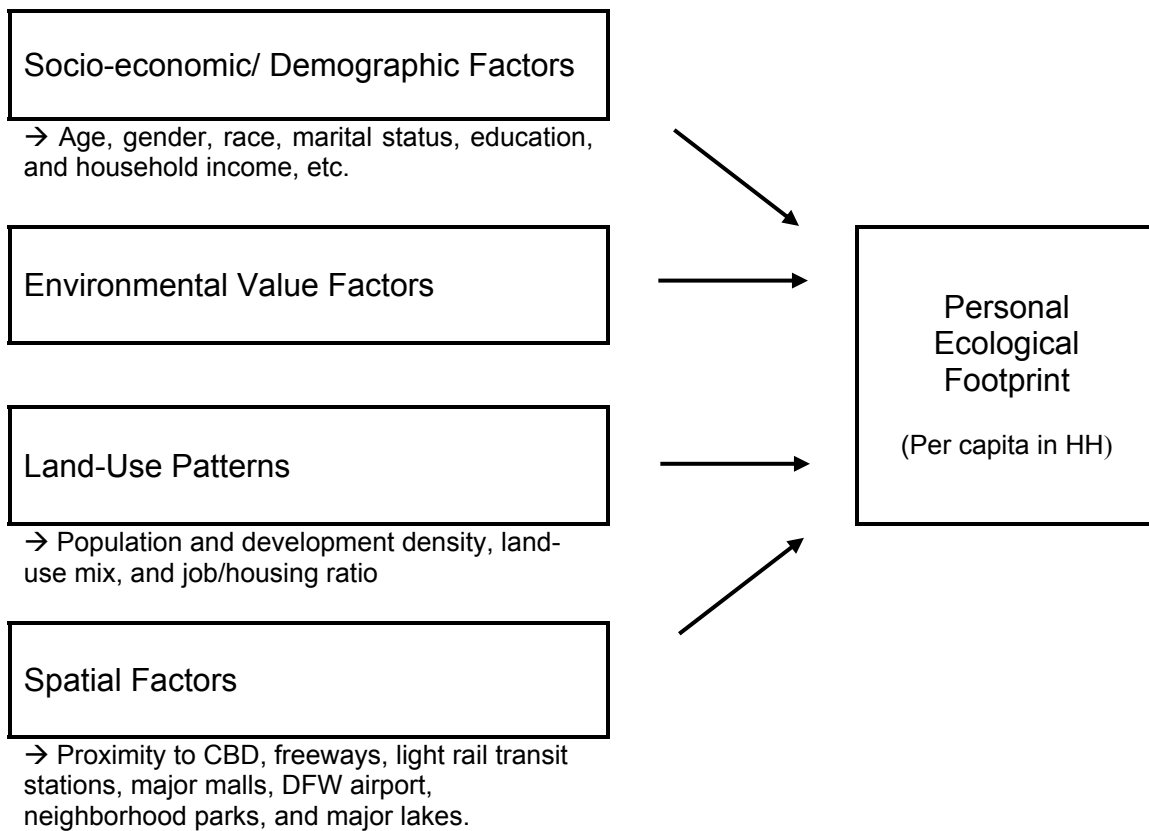 Socio-economic/ Demographic Factors
→ Age, gender, race, marital status, education,
and household income, etc.
Environmental Value Factors
Land-Use Patterns
→ Population and development density, land-
use mix, and job/housing ratio
Spatial Factors
→ Proximity to CBD, freeways, light rail transit
stations, major malls, DFW airport,
neighborhood parks, and major lakes.
Personal
Ecological
Footprint
(Per capita in HH)